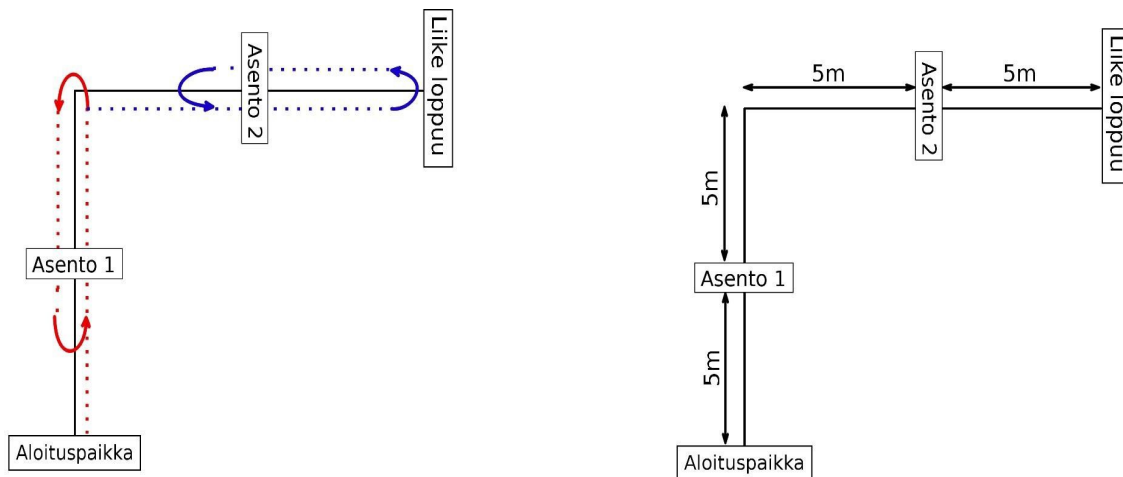 Asento 2
Liike loppuu
Asento 1
Aloituspaikka
5m
5m
Asento 2
Liike loppuu
5m
Asento 1
5m
Aloituspaikka